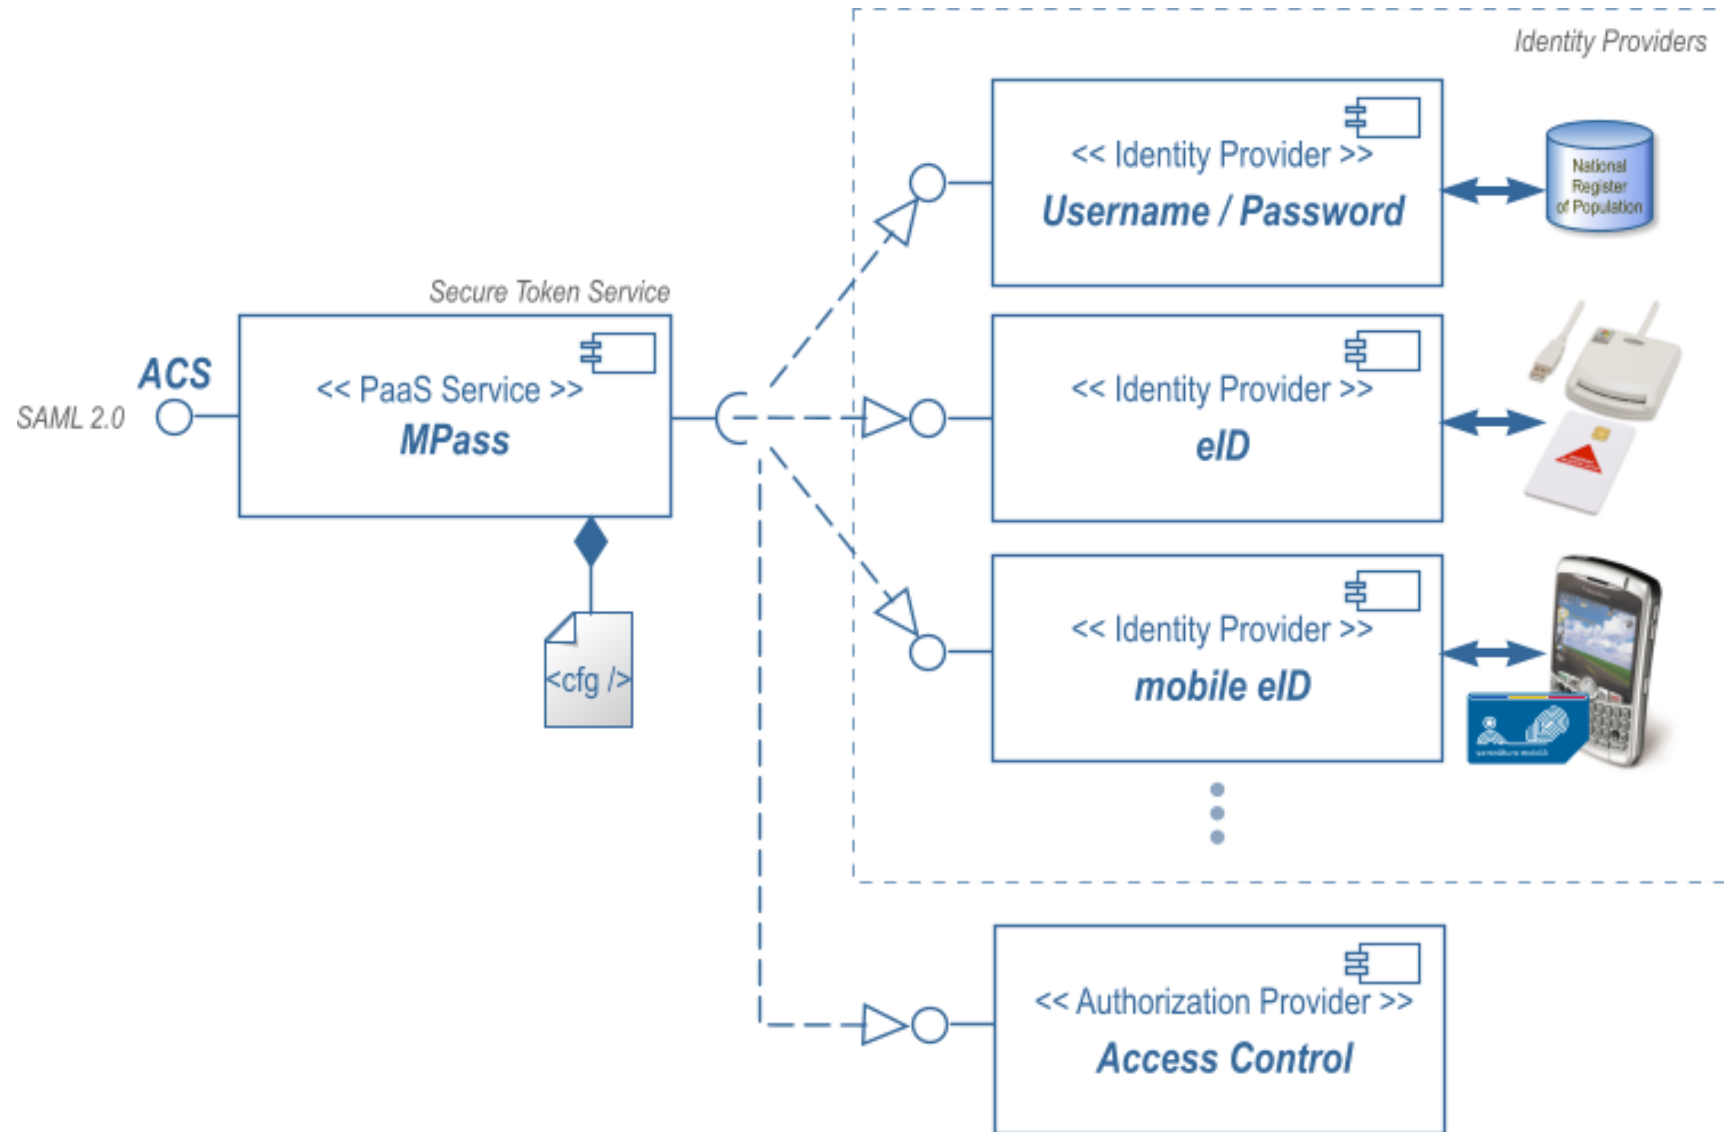 Identity Providers
<< Identity Provider >>
Username / Password
National
Register
of Population
Secure Token Service
ACS
SAML 2.0
<< PaaS Service >>
MPass
<< Identity Provider >>
eID
<cfg />
<< Identity Provider >>
mobile eID
<< Authorization Provider >>
Access Control